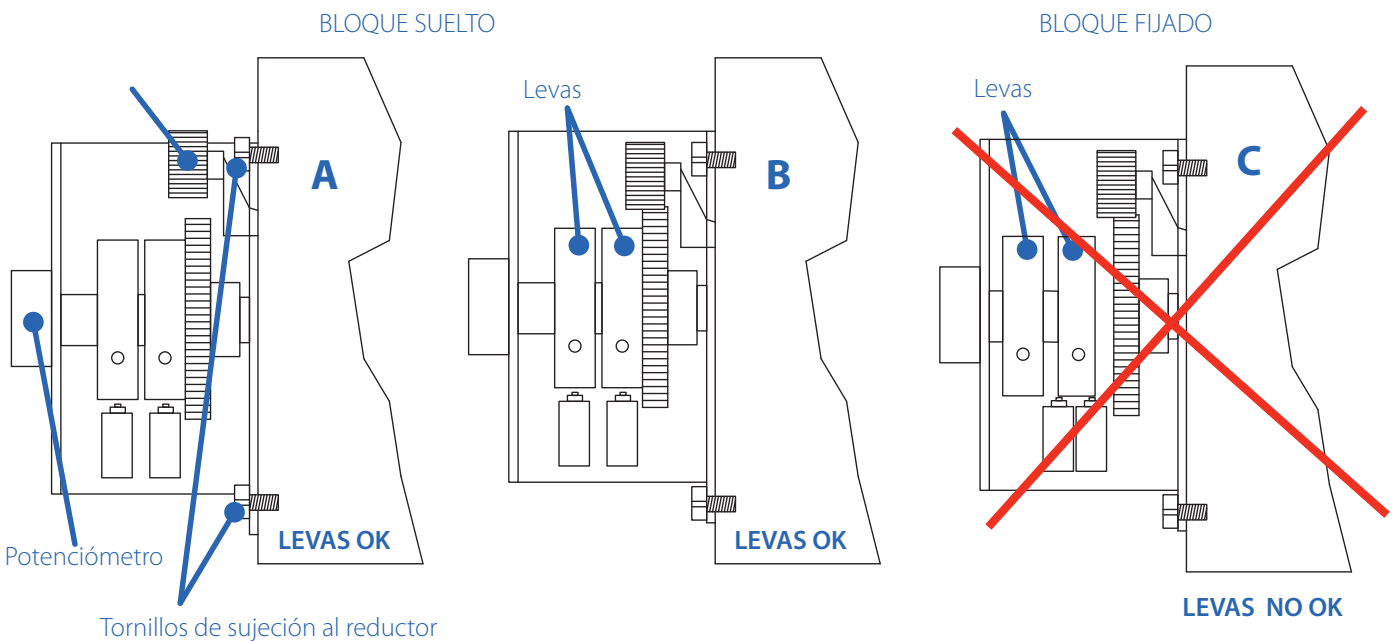 BLOQUE SUELTO
BLOQUE FIJADO
Levas
Levas
A
B
C
LEVAS OK
LEVAS OK
Potenciómetro
LEVAS NO OK
Tornillos de sujeción al reductor